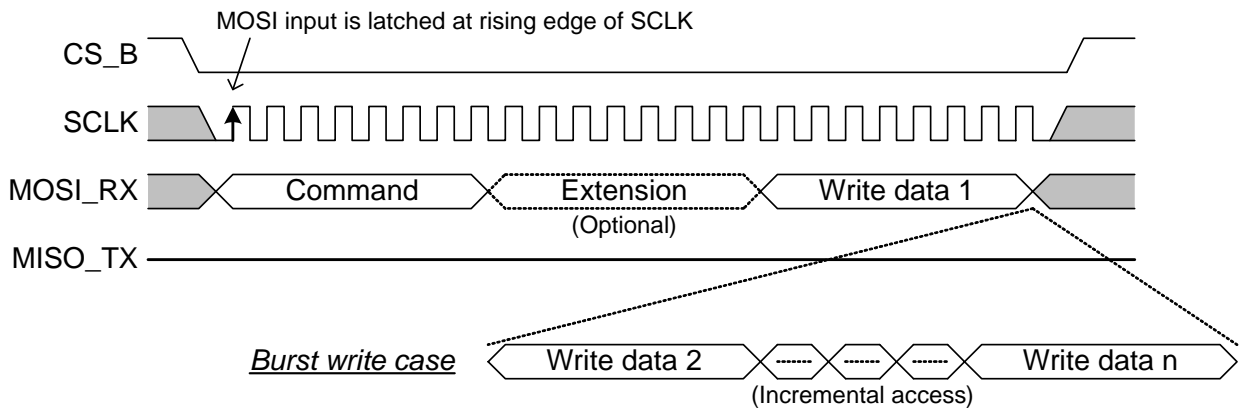 MOSI input is latched at rising edge of SCLK
CS_B
SCLK
MOSI_RX
Command
Extension
Write data 1
(Optional)
MISO_TX
Burst write case
Write data 2
Write data n
(Incremental access)